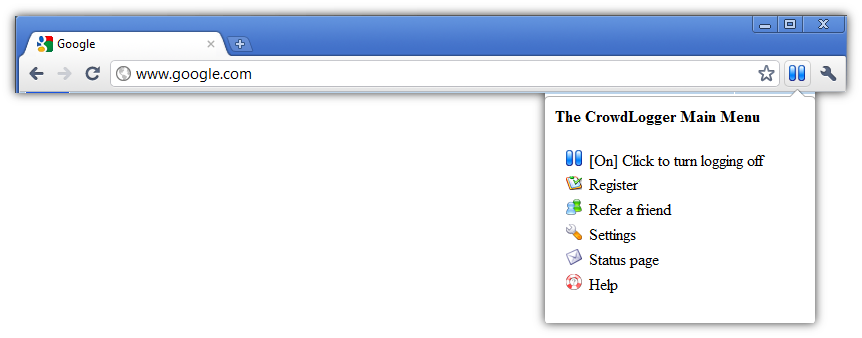 Google
www.google.com
The CrowdLogger Main Menu
[On] Click to turn logging off
Register
Refer a friend
Settings
Status page
Help